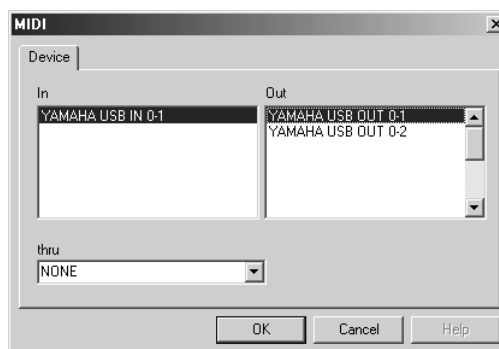 MIDI
Device
In
Out
YAMAHA USB IN 0-1
YAMAHA USB OUT 0-1
YAMAHA USB OUT 0-2
thru
NONE
OK
Cancel
Help